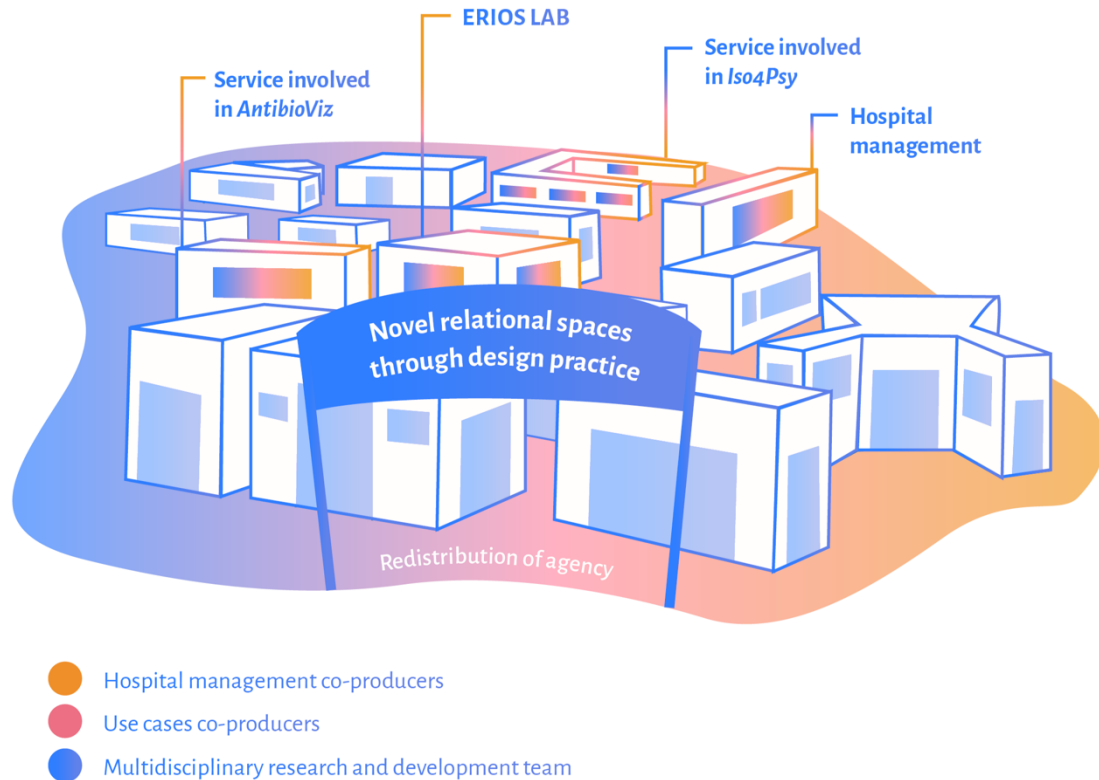 ERIOS LAB
Service involved
in AntibioViz
Service involved
in Iso4Psy
Hospital
management
Novel relational spaces
through design practice
Redistribution of agency
Hospital management co-producers
Use cases co-producers
Multidisciplinary research and development team